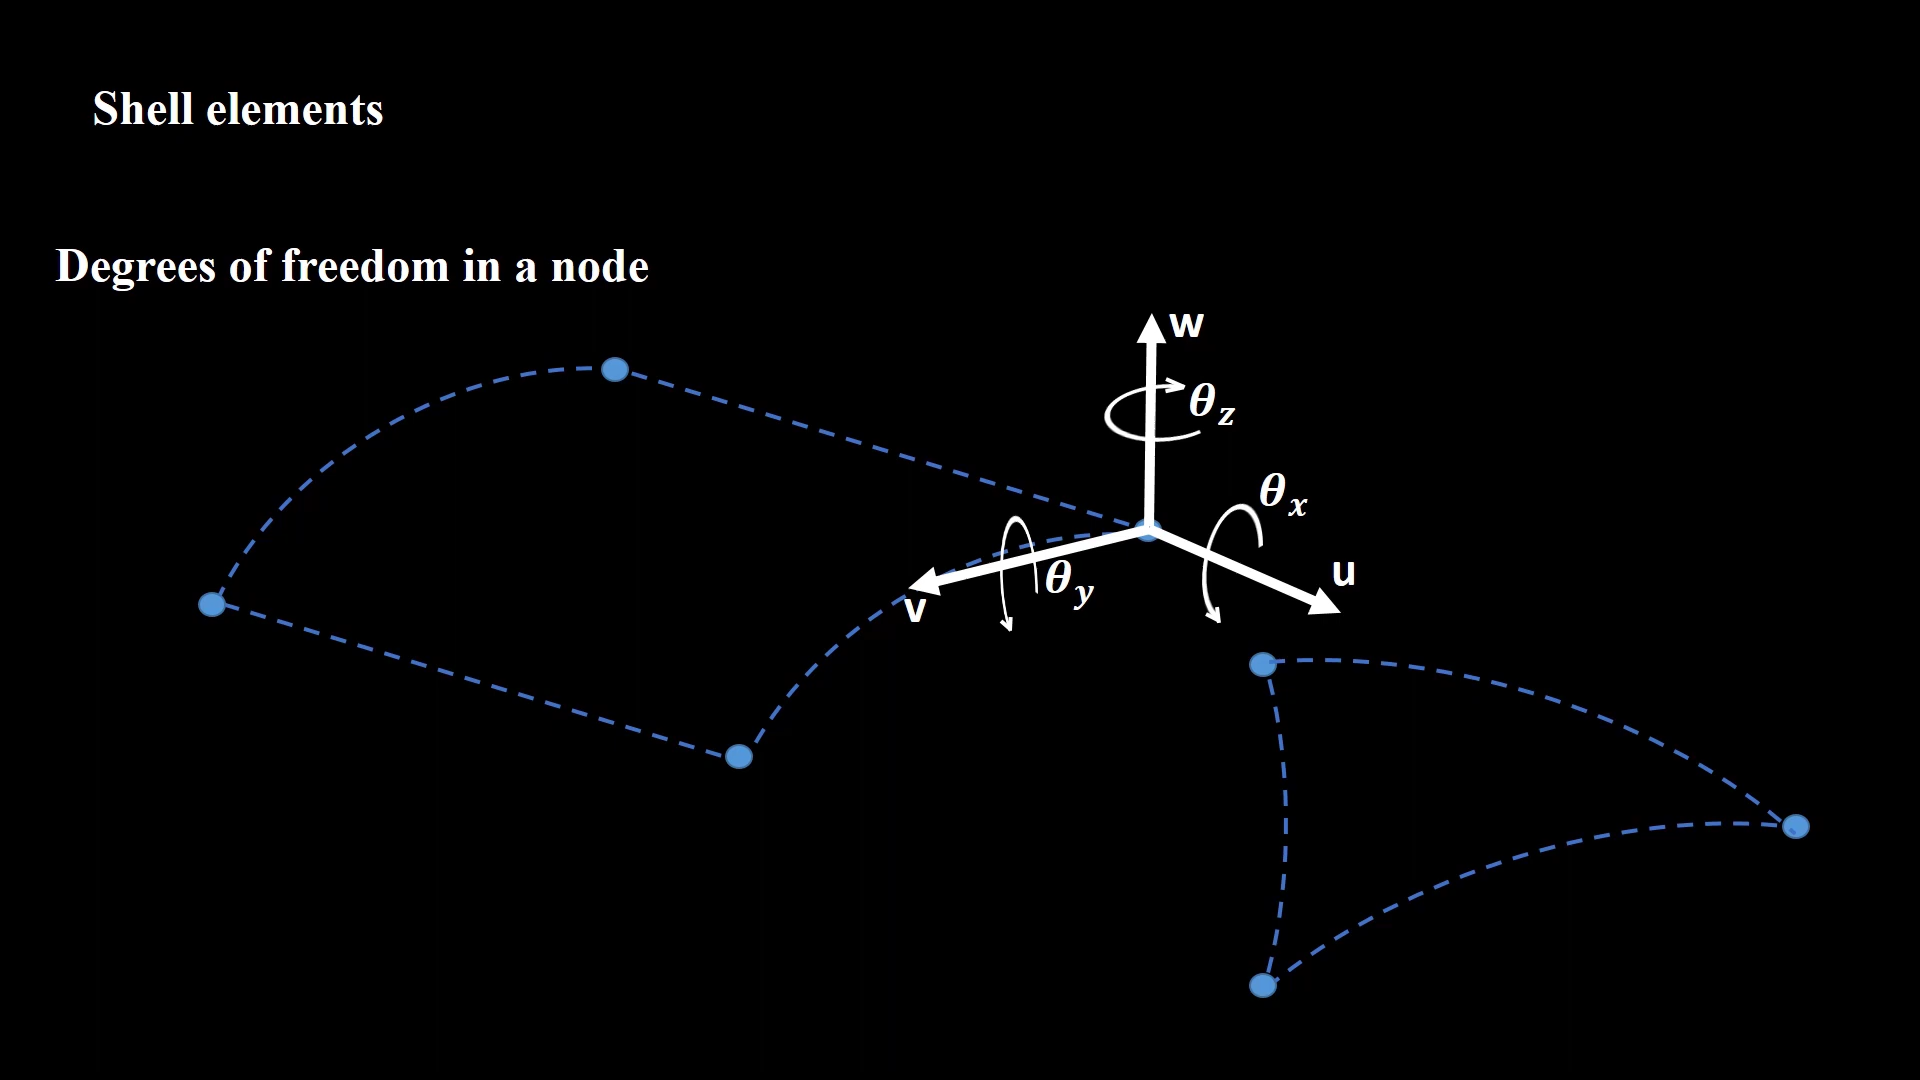 Shell elements
Degrees of freedom in a node
w
θz
θx
u
θy
v